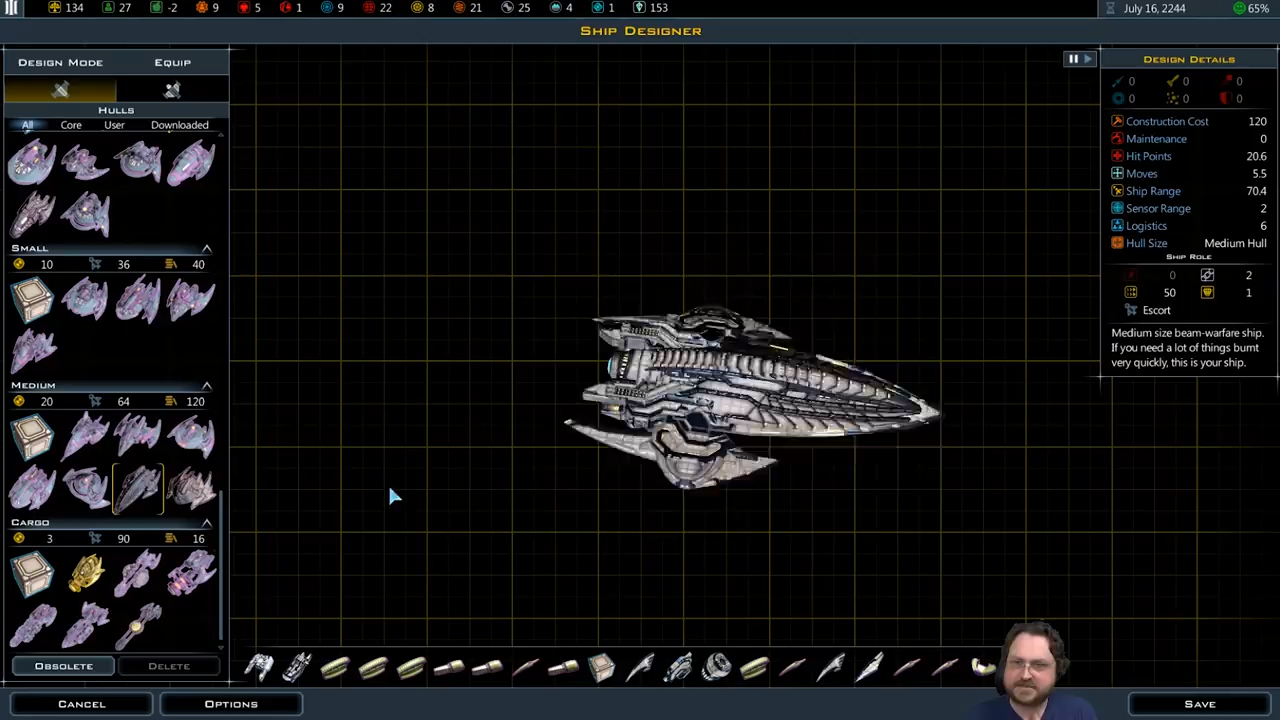 134 27 -2 9 5 1 9 22 8 21 25 4 1 153 July 16, 2244 65%
Ship Designer
Design Mode Equip
Hulls
All Core User Downloaded
Small
10 36 40
Medium
20 64 120
Cargo
3 90 16
Obsolete Delete
Cancel Options
Design Details
0 0 0
0 0 0
Construction Cost 120
Maintenance 0
Hit Points 20.6
Moves 5.5
Ship Range 70.4
Sensor Range 2
Logistics 6
Hull Size Medium Hull
Ship Role
0 2
50 1
Escort
Medium size beam-warfare ship.
If you need a lot of things burnt
very quickly, this is your ship.
Save